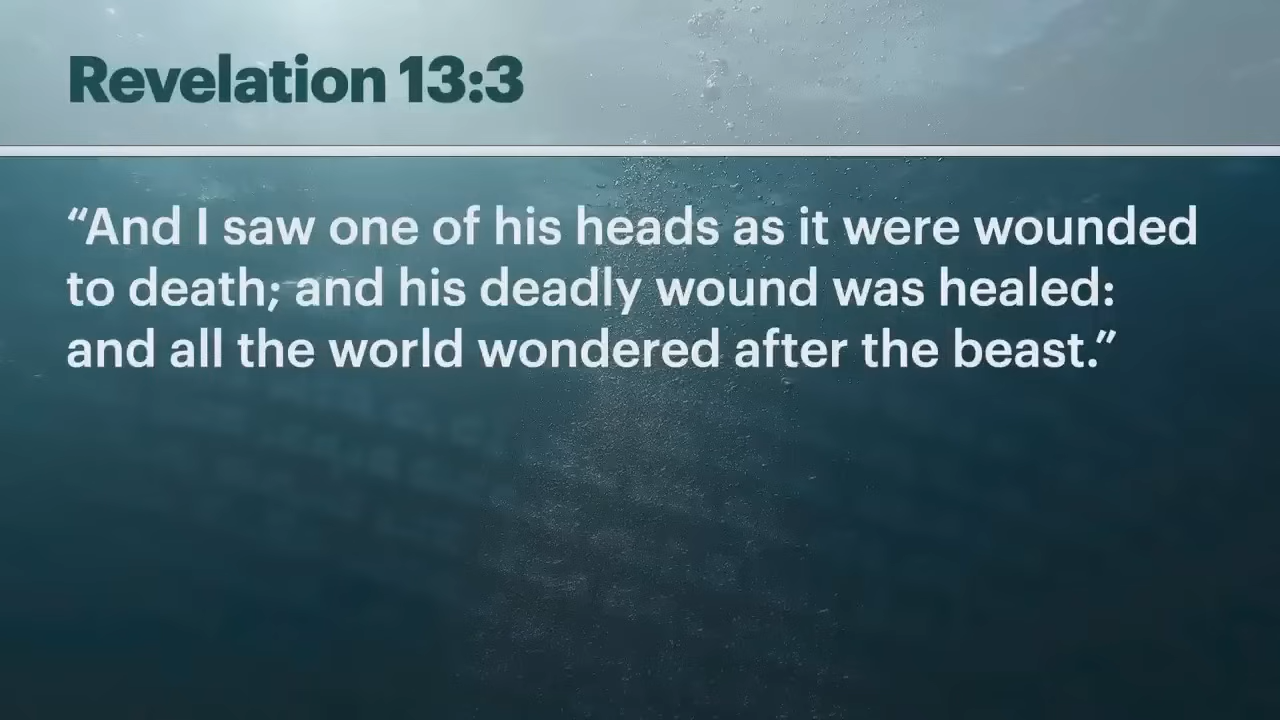 Revelation 13:3
“And I saw one of his heads as it were wounded
to death; and his deadly wound was healed:
and all the world wondered after the beast.”